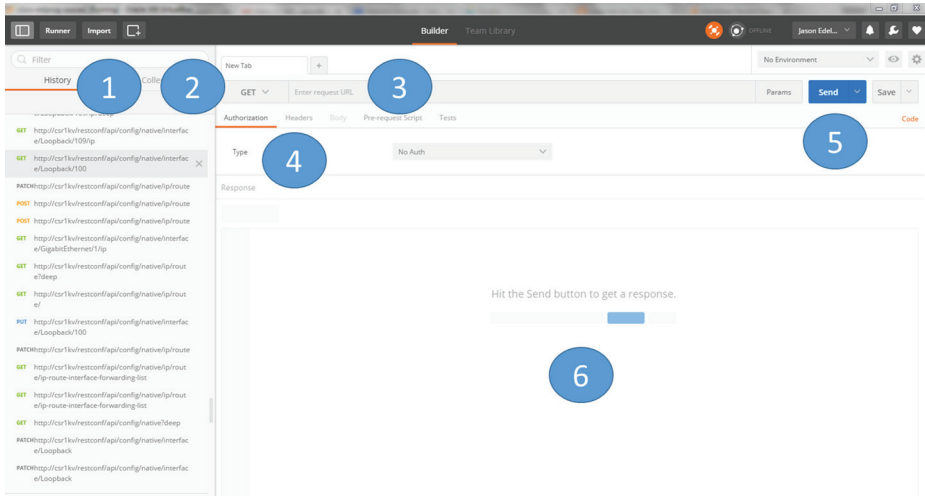 Runner Import Builder Team Library OFFLINE Jason Edel...
Filter
History
1
Colle
2
New Tab +
No Environment
GET Enter request URL
3
Params Send Save
Authorization Headers Body Pre-request Script Tests
5
Code
Type
4
No Auth
Response
Hit the Send button to get a response.
6
GET http://csr1kv/restconf/api/config/native/interfac
e/Loopback/109/ip
GET http://csr1kv/restconf/api/config/native/interfac
e/Loopback/100
PATCH http://csr1kv/restconf/api/config/native/ip/route
POST http://csr1kv/restconf/api/config/native/ip/route
POST http://csr1kv/restconf/api/config/native/ip/route
GET http://csr1kv/restconf/api/config/native/interfac
e/GigabitEthernet/1/ip
GET http://csr1kv/restconf/api/config/native/ip/rout
e?deep
GET http://csr1kv/restconf/api/config/native/ip/rout
e/
PUT http://csr1kv/restconf/api/config/native/interfac
e/Loopback/100
PATCH http://csr1kv/restconf/api/config/native/ip/route
GET http://csr1kv/restconf/api/config/native/ip/rout
e/ip-route-interface-forwarding-list
GET http://csr1kv/restconf/api/config/native/ip/rout
e/ip-route-interface-forwarding-list
GET http://csr1kv/restconf/api/config/native?deep
PATCH http://csr1kv/restconf/api/config/native/interfac
e/Loopback
PATCH http://csr1kv/restconf/api/config/native/interfac
e/Loopback